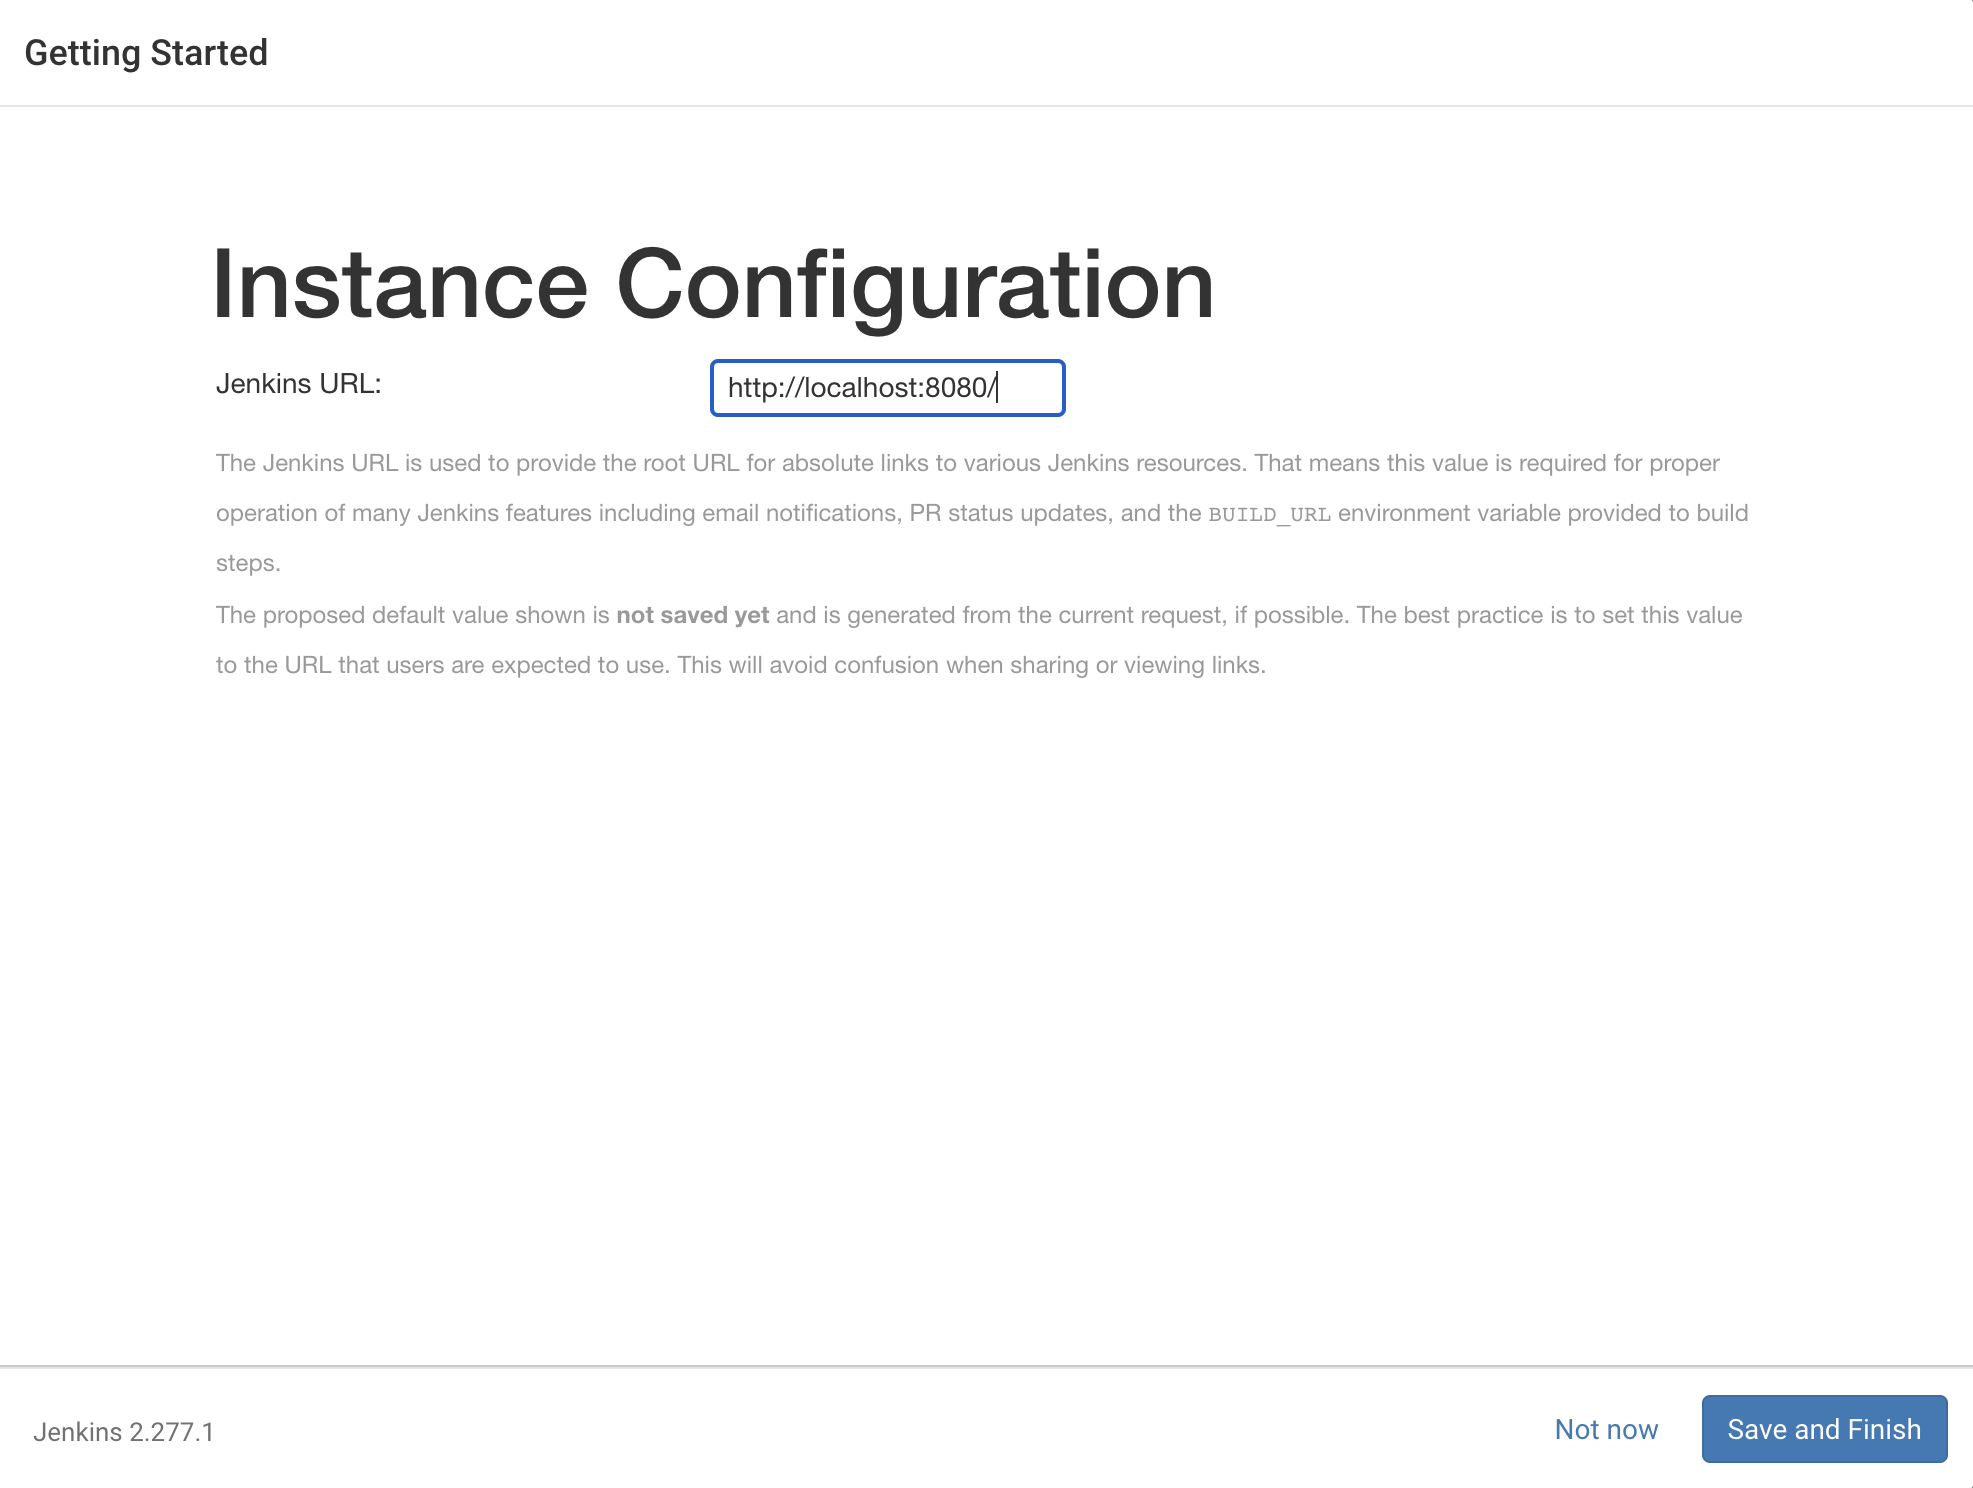 Getting Started
Instance Configuration
Jenkins URL:
http://localhost:8080/
The Jenkins URL is used to provide the root URL for absolute links to various Jenkins resources. That means this value is required for proper
operation of many Jenkins features including email notifications, PR status updates, and the BUILD_URL environment variable provided to build
steps.
The proposed default value shown is not saved yet and is generated from the current request, if possible. The best practice is to set this value
to the URL that users are expected to use. This will avoid confusion when sharing or viewing links.
Jenkins 2.277.1
Not now
Save and Finish